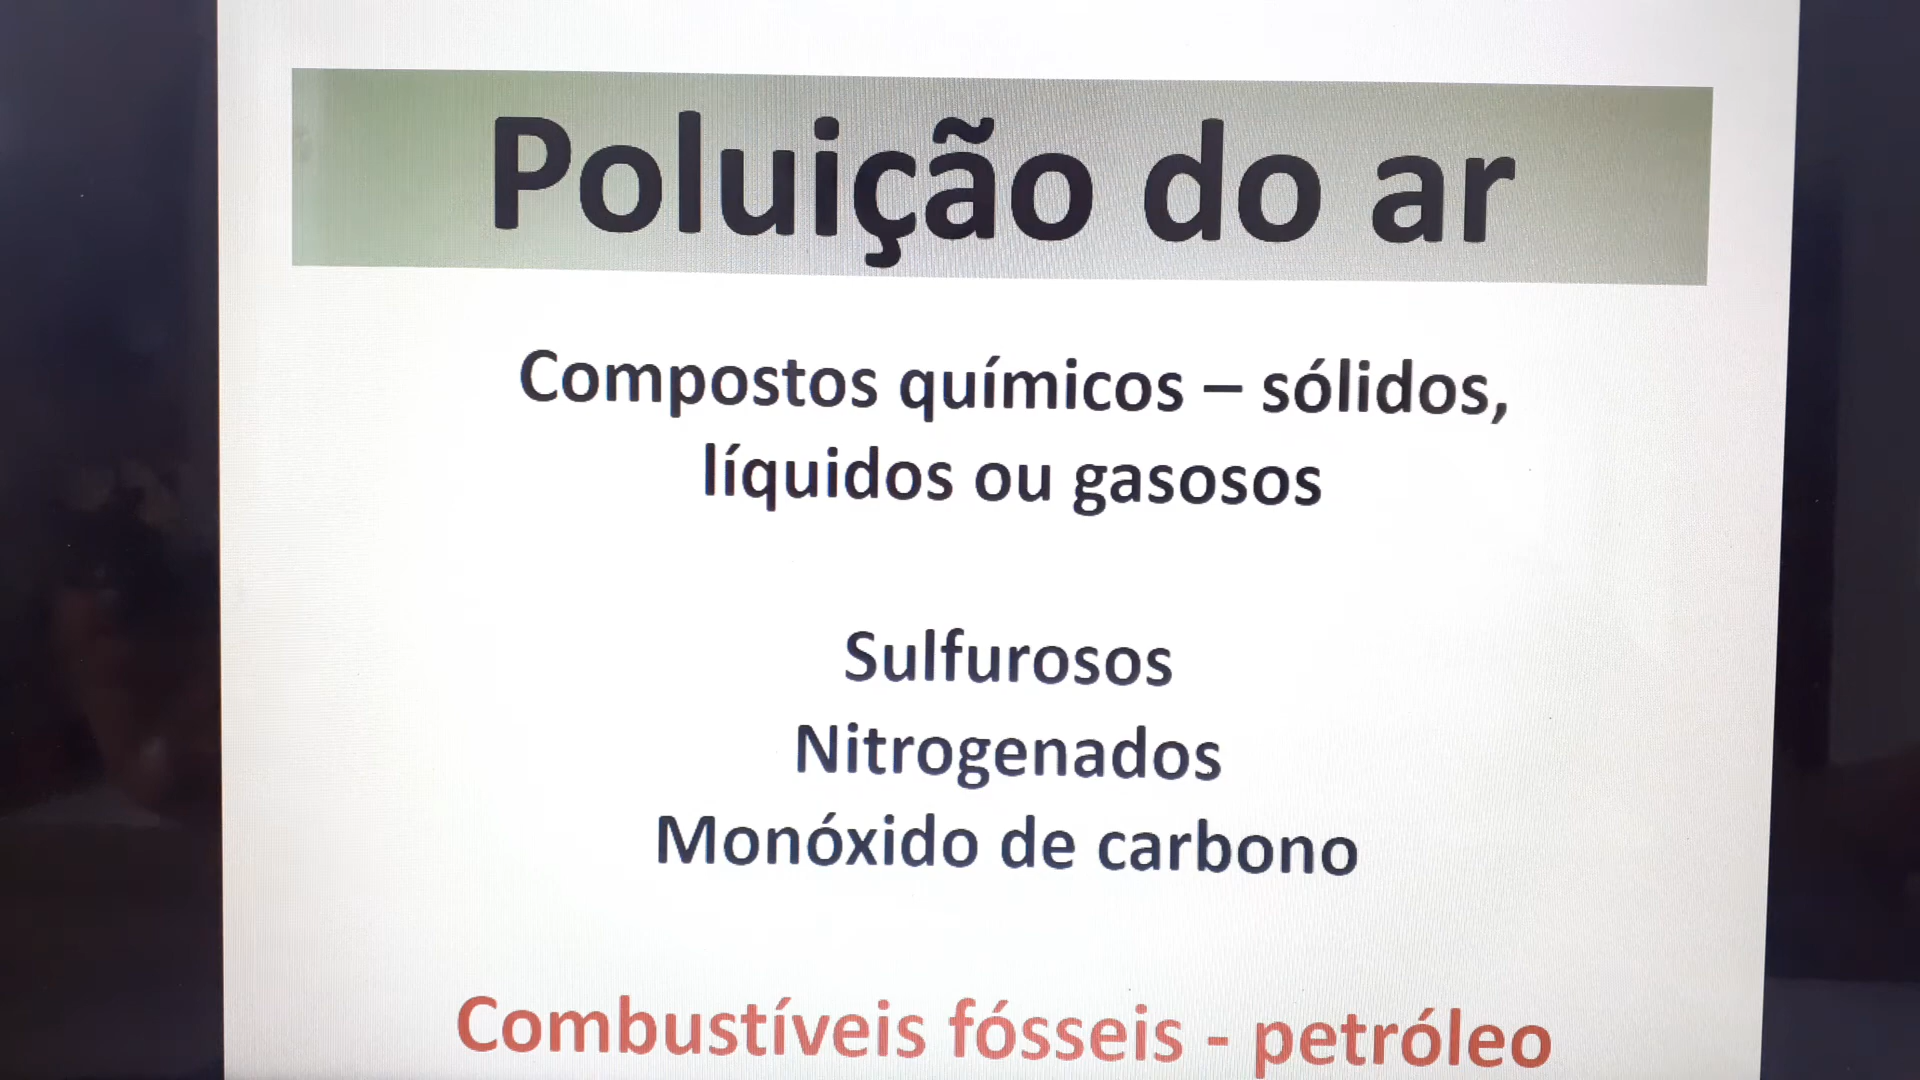 Poluição do ar
Compostos químicos – sólidos,
líquidos ou gasosos
Sulfurosos
Nitrogenados
Monóxido de carbono
Combustíveis fósseis - petróleo